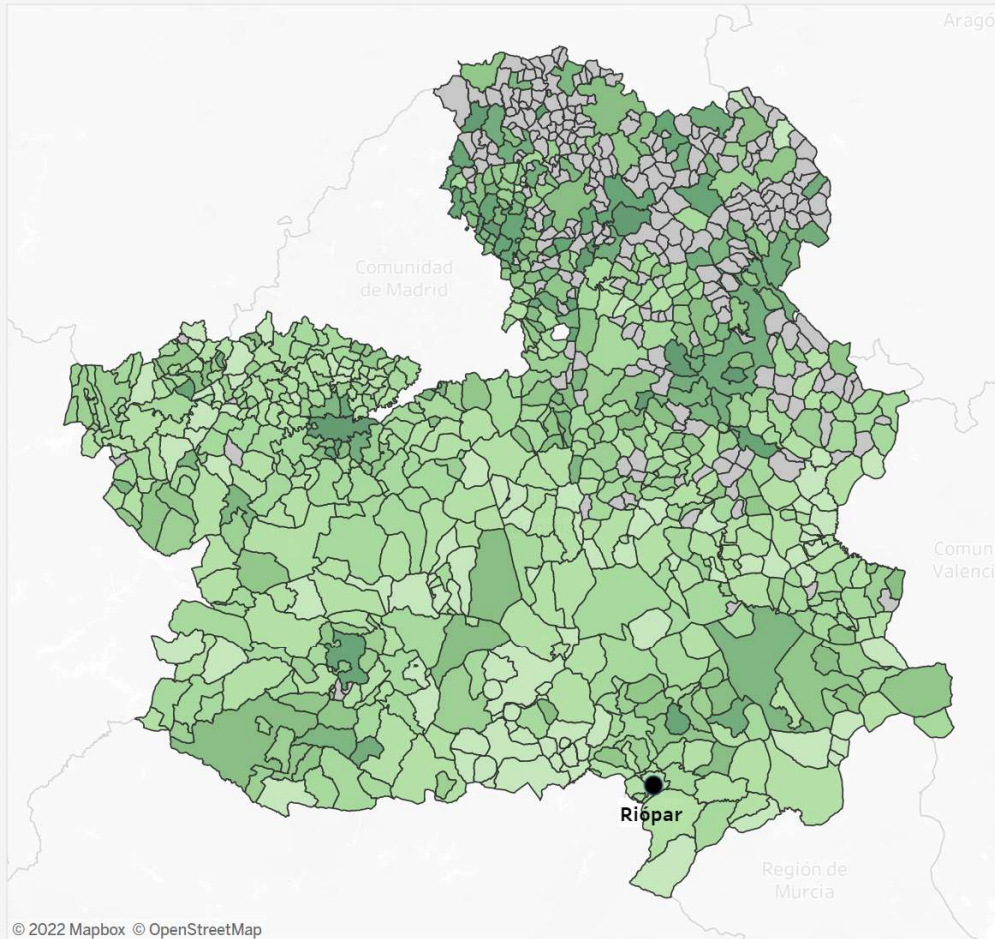 Aragó
Comunidad
de Madrid
Comun
Valenci
Riópar
Región de
Murcia
© 2022 Mapbox © OpenStreetMap